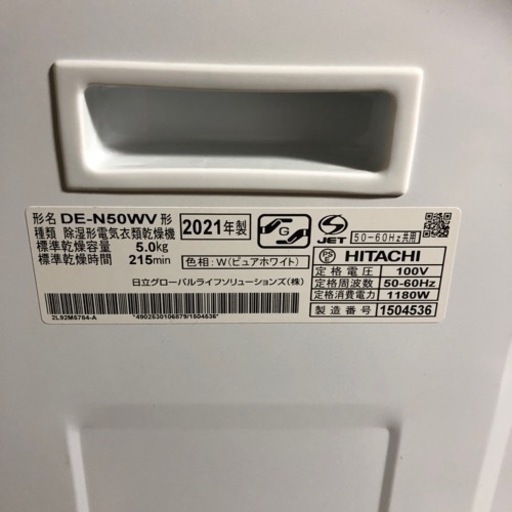 形名 DE-N50WV 形
種類 除湿形電気衣類乾燥機
標準乾燥容量 5.0kg
標準乾燥時間 215min
2021年製
色相:W(ピュアホワイト)
日立グローバルライフソリューションズ(株)
2L92M5784-A
*4902530106879/1504536*
G
S
JET
50-60Hz共用
PS
E
HITACHI
定格電圧 100V
定格周波数 50-60Hz
定格消費電力 1180W
製造番号 1504536